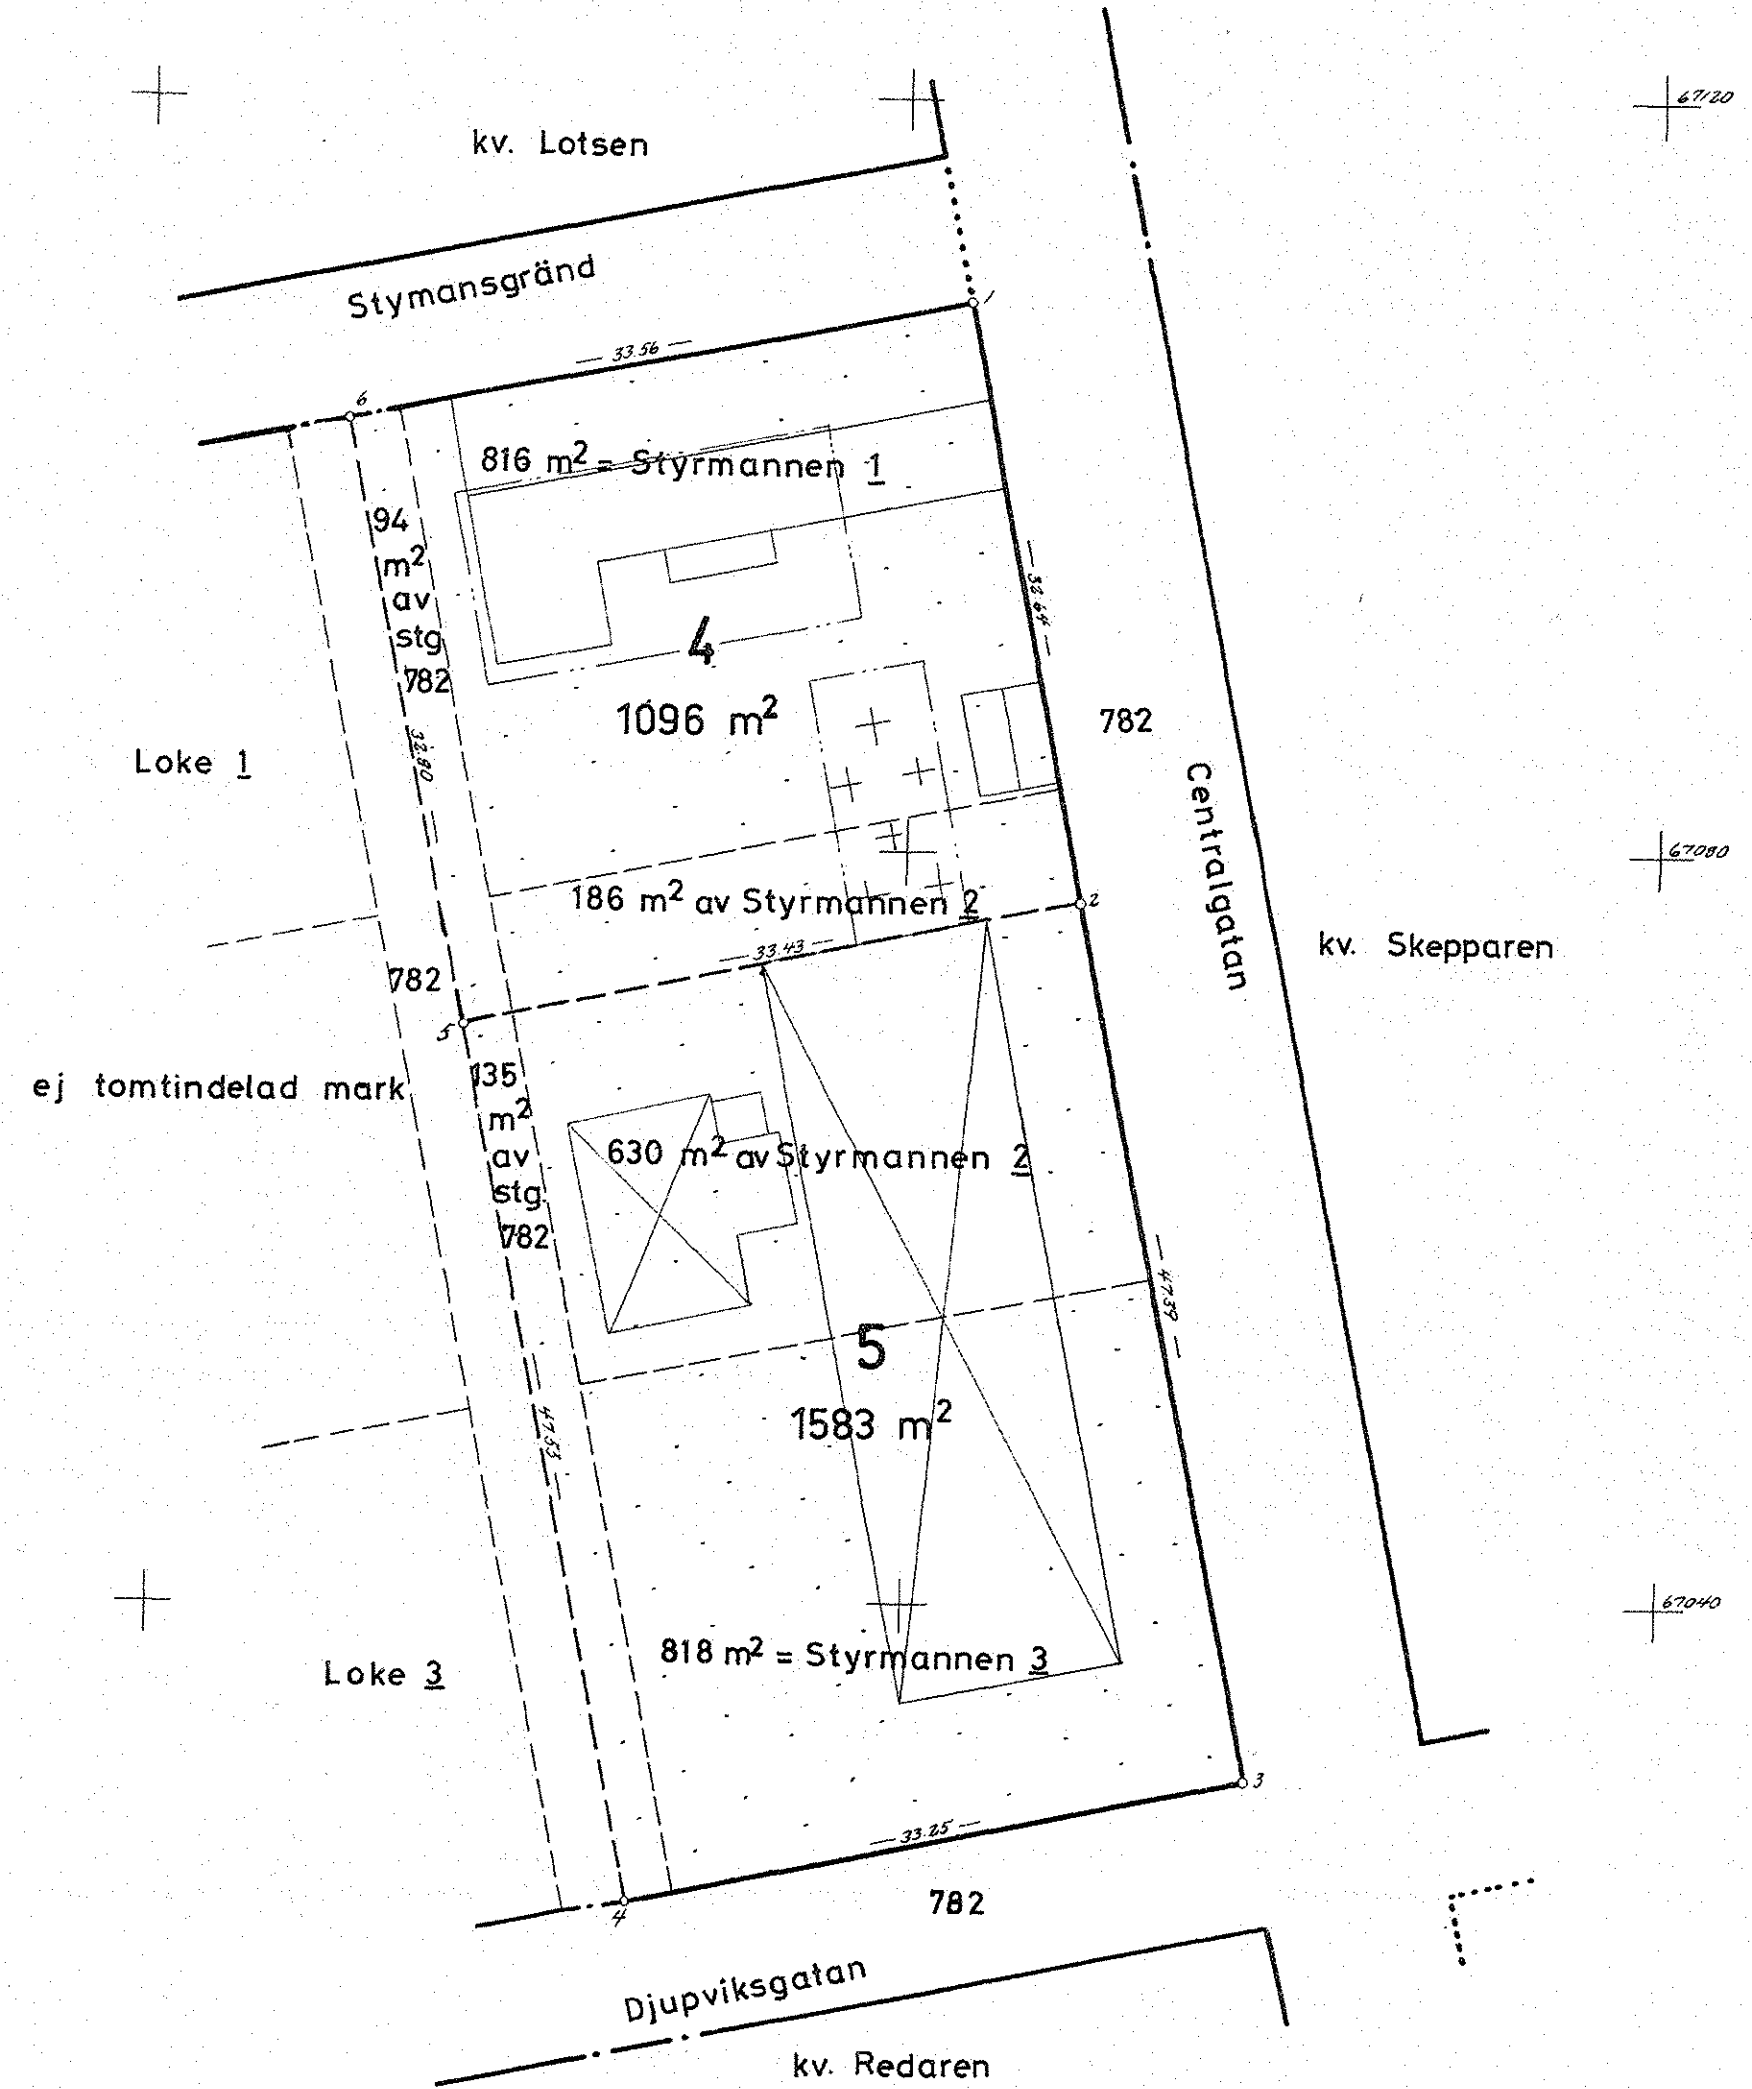 67120
kv. Lotsen
Stymansgränd
1
33.56
6
816 m² = Styrmannen 1
94
m²
av
stg
782
32.64
4
1096 m²
782
32.80
Loke 1
Centralgatan
67080
186 m² av Styrmannen 2
2
33.43
kv. Skepparen
782
5
ej tomtindelad mark
135
m²
av
stg
782
630 m² av Styrmannen 2
47.39
5
1583 m²
47.53
67040
818 m² = Styrmannen 3
Loke 3
3
33.25
4
782
Djupviksgatan
kv. Redaren